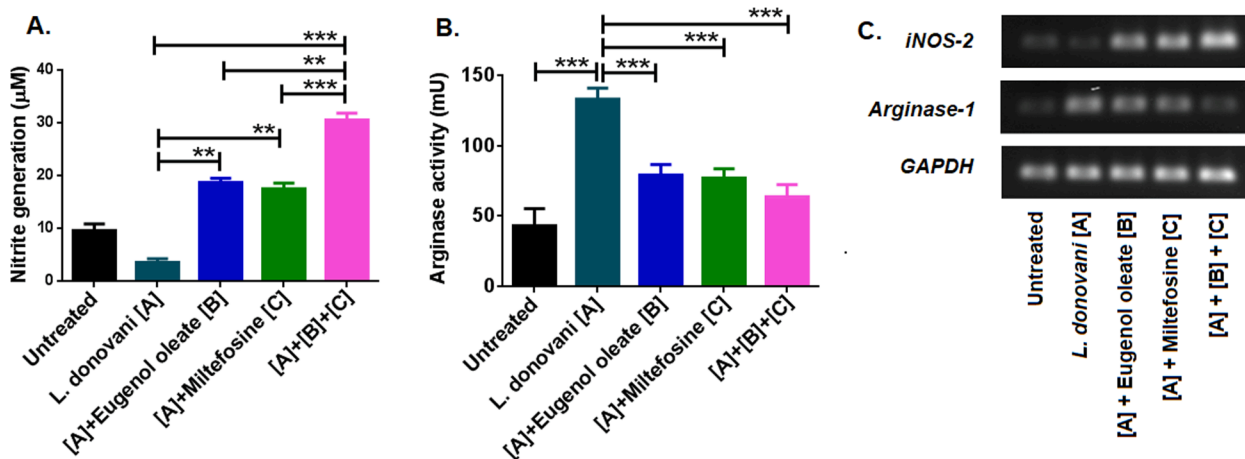 A.
***
**
***
**
**
Nitrite generation (µM)
40
30
20
10
0
Untreated
L. donovani [A]
[A]+Eugenol oleate [B]
[A]+Miltefosine [C]
[A]+[B]+[C]
B.
***
***
***
***
Arginase activity (mU)
150
100
50
0
Untreated
L. donovani [A]
[A]+Eugenol oleate [B]
[A]+Miltefosine [C]
[A]+[B]+[C]
C.
iNOS-2
Arginase-1
GAPDH
Untreated
L. donovani [A]
[A] + Eugenol oleate [B]
[A] + Miltefosine [C]
[A] + [B] + [C]